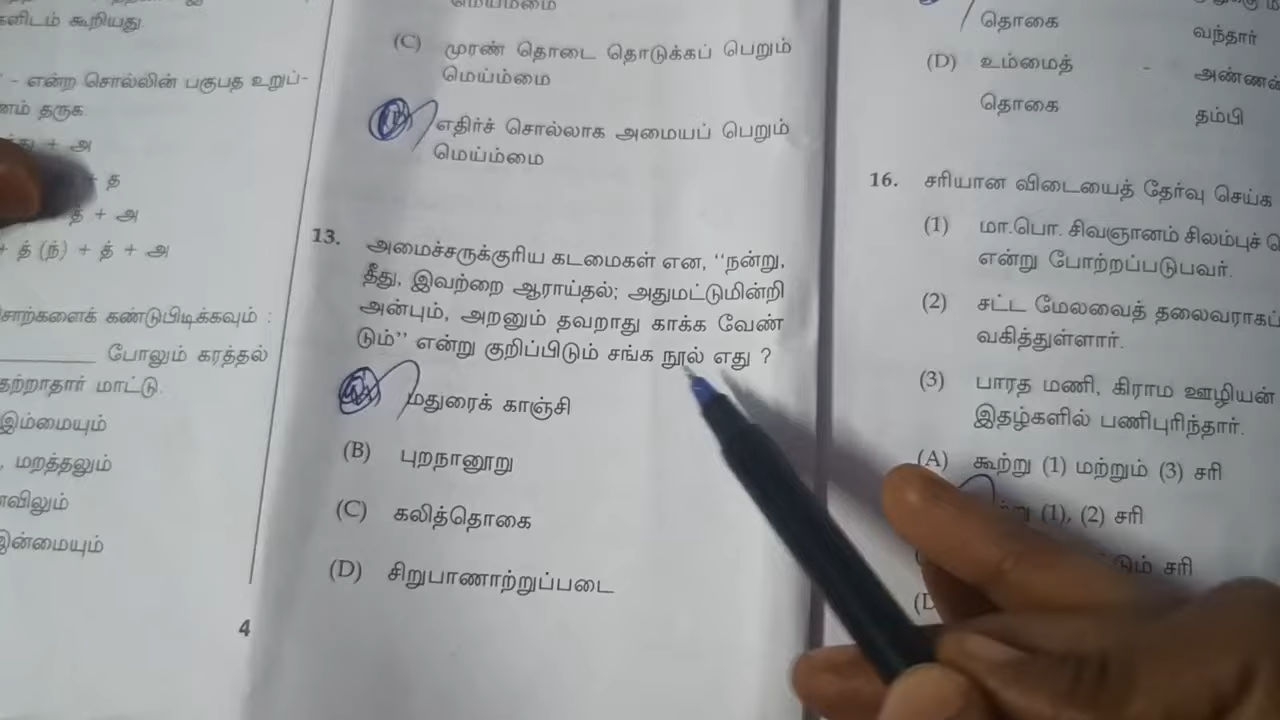 களிடம் கூறியது.
- என்ற சொல்லின் பகுபத உறுப்-
தருக.
+ அ
+ த
+ அ
+ த் (ந்) + த் + அ
கண்டுபிடிக்கவும் :
போலும் கரத்தல்
மாட்டு.
இம்மையும்
, மறத்தலும்
இன்மையும்
4
மெய்ம்மை
(C) முரண் தொடை தொடுக்கப் பெறும்
மெய்ம்மை
எதிர்ச் சொல்லாக அமையப் பெறும்
மெய்ம்மை
13. அமைச்சருக்குரிய கடமைகள் என, "நன்று,
தீது, இவற்றை ஆராய்தல்; அதுமட்டுமின்றி
அன்பும், அறனும் தவறாது காக்க வேண்
டும்" என்று குறிப்பிடும் சங்க நூல் எது ?
மதுரைக் காஞ்சி
(B) புறநானூறு
(C) கலித்தொகை
(D) சிறுபாணாற்றுப்படை
தொகை வந்தார்
(D) உம்மைத் - அண்ணன்
தொகை தம்பி
16. சரியான விடையைத் தேர்வு செய்க
(1) மா.பொ. சிவஞானம் சிலம்புச்
என்று போற்றப்படுபவர்.
(2) சட்ட மேலவைத் தலைவராகப்
வகித்துள்ளார்.
(3) பாரத மணி, கிராம ஊழியன்
இதழ்களில் பணிபுரிந்தார்.
(A) கூற்று (1) மற்றும் (3) சரி
(1), (2) சரி
சரி